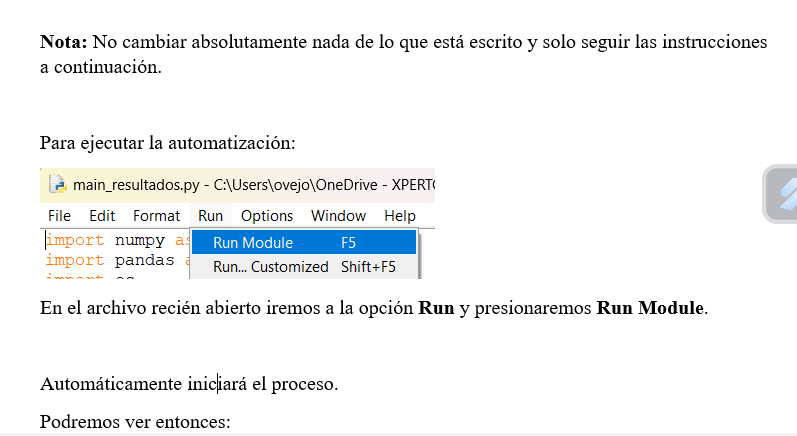 Nota: No cambiar absolutamente nada de lo que está escrito y solo seguir las instrucciones
a continuación.
Para ejecutar la automatización:
main_resultados.py - C:\Users\ovejo\OneDrive - XPERT
File Edit Format Run Options Window Help
import numpy as
Run Module F5
import pandas
Run... Customized Shift+F5
import os
En el archivo recién abierto iremos a la opción Run y presionaremos Run Module.
Automáticamente iniciará el proceso.
Podremos ver entonces: